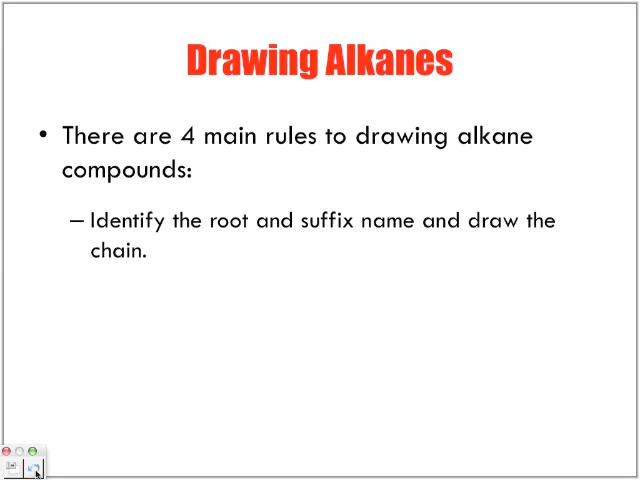 Drawing Alkanes
• There are 4 main rules to drawing alkane
compounds:
– Identify the root and suffix name and draw the
chain.